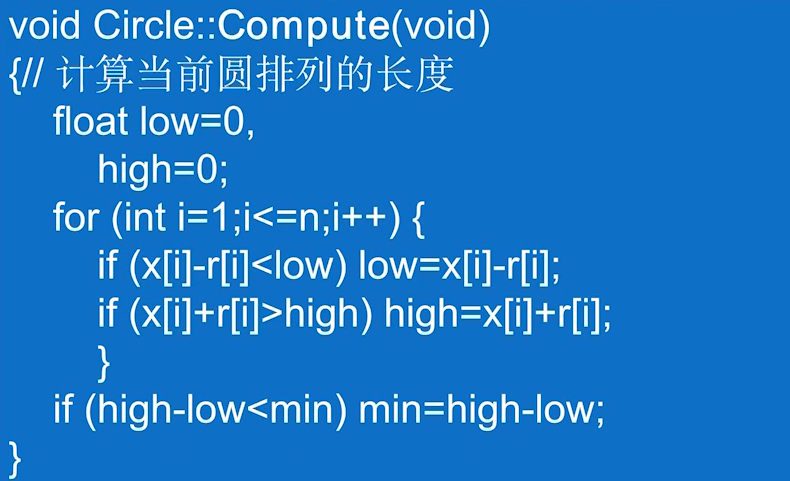 void Circle::Compute(void)
{// 计算当前圆排列的长度
float low=0,
high=0;
for (int i=1;i<=n;i++) {
if (x[i]-r[i]<low) low=x[i]-r[i];
if (x[i]+r[i]>high) high=x[i]+r[i];
}
if (high-low<min) min=high-low;
}